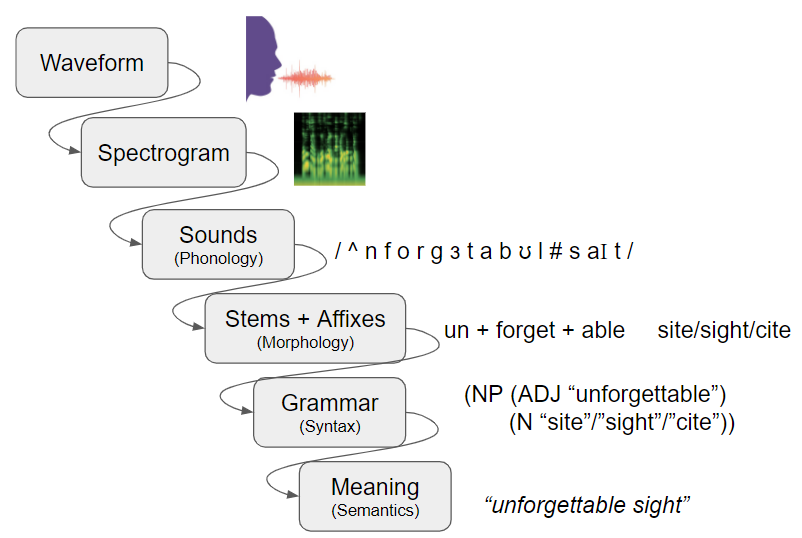 Waveform
Spectrogram
Sounds
(Phonology)
/ ^ n f o r g ɜ t a b ʊ l # s aɪ t /
Stems + Affixes
(Morphology)
un + forget + able site/sight/cite
Grammar
(Syntax)
(NP (ADJ “unforgettable”)
(N “site”/”sight”/”cite”))
Meaning
(Semantics)
“unforgettable sight”